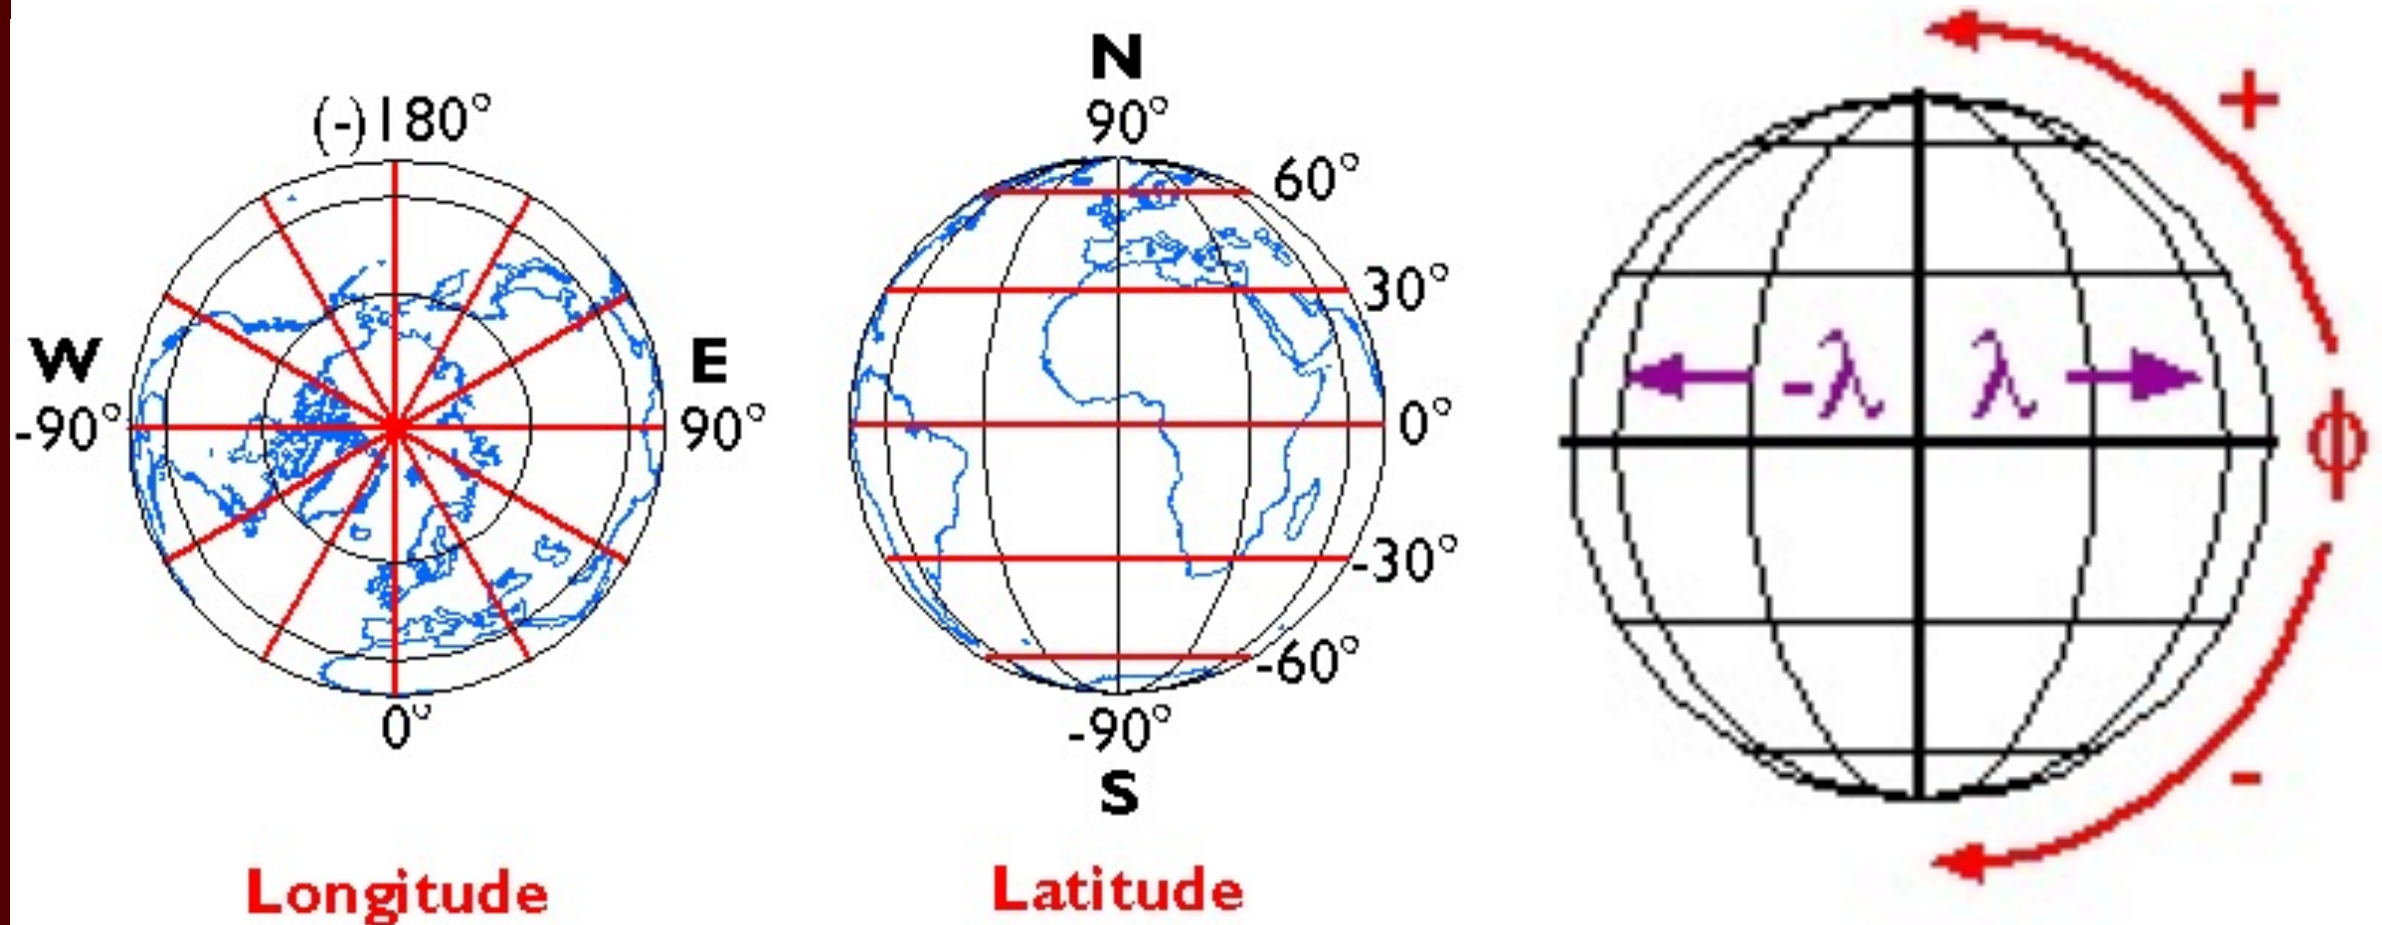 (-)180°
W
-90°
E
90°
0°
Longitude
N
90°
60°
30°
0°
-30°
-60°
-90°
S
Latitude
+
-λ λ
ϕ
-